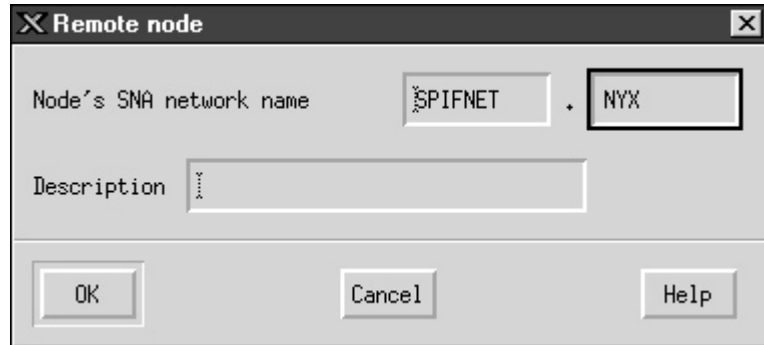 Remote node
Node's SNA network name SPIFNET . NYX
Description
OK Cancel Help